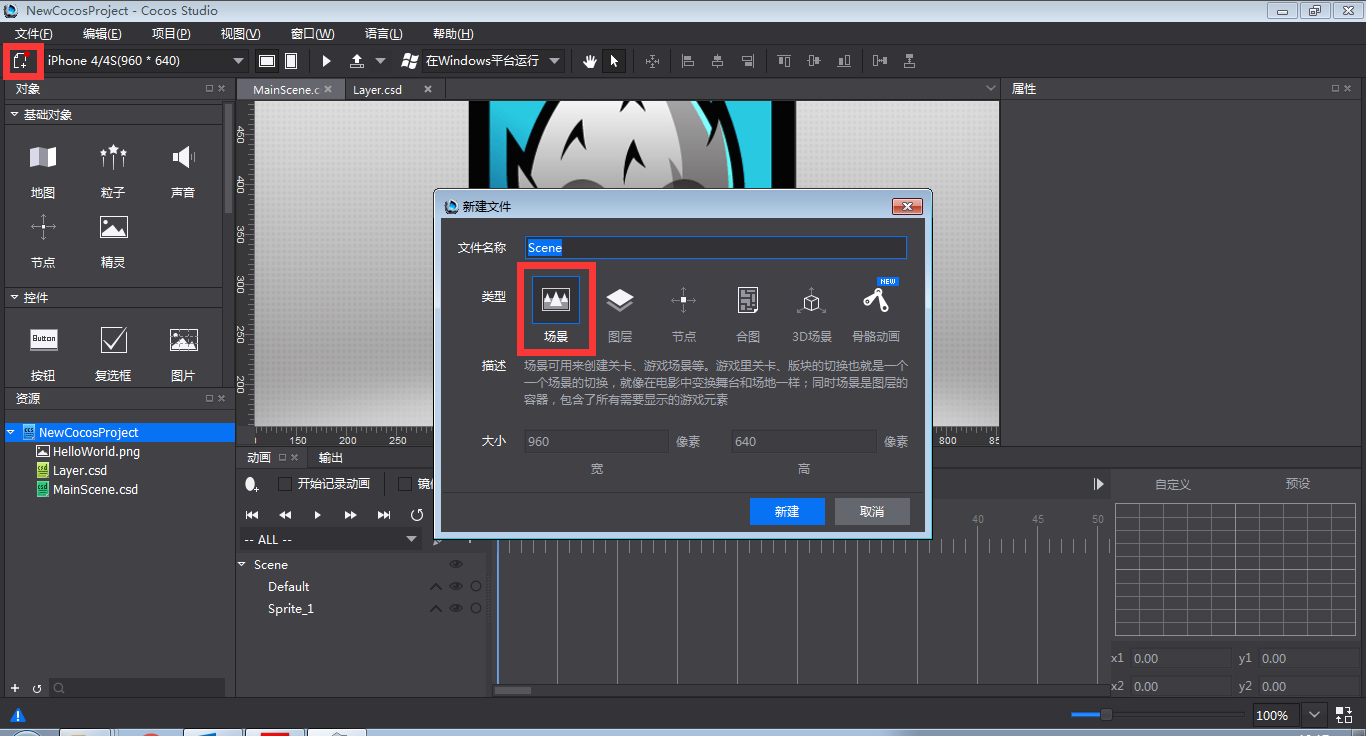 NewCocosProject - Cocos Studio
文件(F) 编辑(E) 项目(P) 视图(V) 窗口(W) 语言(L) 帮助(H)
iPhone 4/4S(960 * 640) 在Windows平台运行
对象
MainScene.c Layer.csd
属性
基础对象
地图 粒子 声音
节点 精灵
控件
Button
按钮 复选框 图片
资源
NewCocosProject
HelloWorld.png
Layer.csd
MainScene.csd
450
400
350
300
250
200
0 150 200 250 800 85
新建文件
文件名称 Scene
类型
NEW
场景 图层 节点 合图 3D场景 骨骼动画
描述 场景可用来创建关卡、游戏场景等。游戏里关卡、版块的切换也就是一个
一个场景的切换，就像在电影中变换舞台和场地一样；同时场景是图层的
容器，包含了所有需要显示的游戏元素
大小 960 像素 640 像素
宽 高
新建 取消
动画 输出
开始记录动画 镜
自定义 预设
40 45 50
-- ALL --
Scene
Default
Sprite_1
x1 0.00 y1 0.00
x2 0.00 y2 0.00
100%